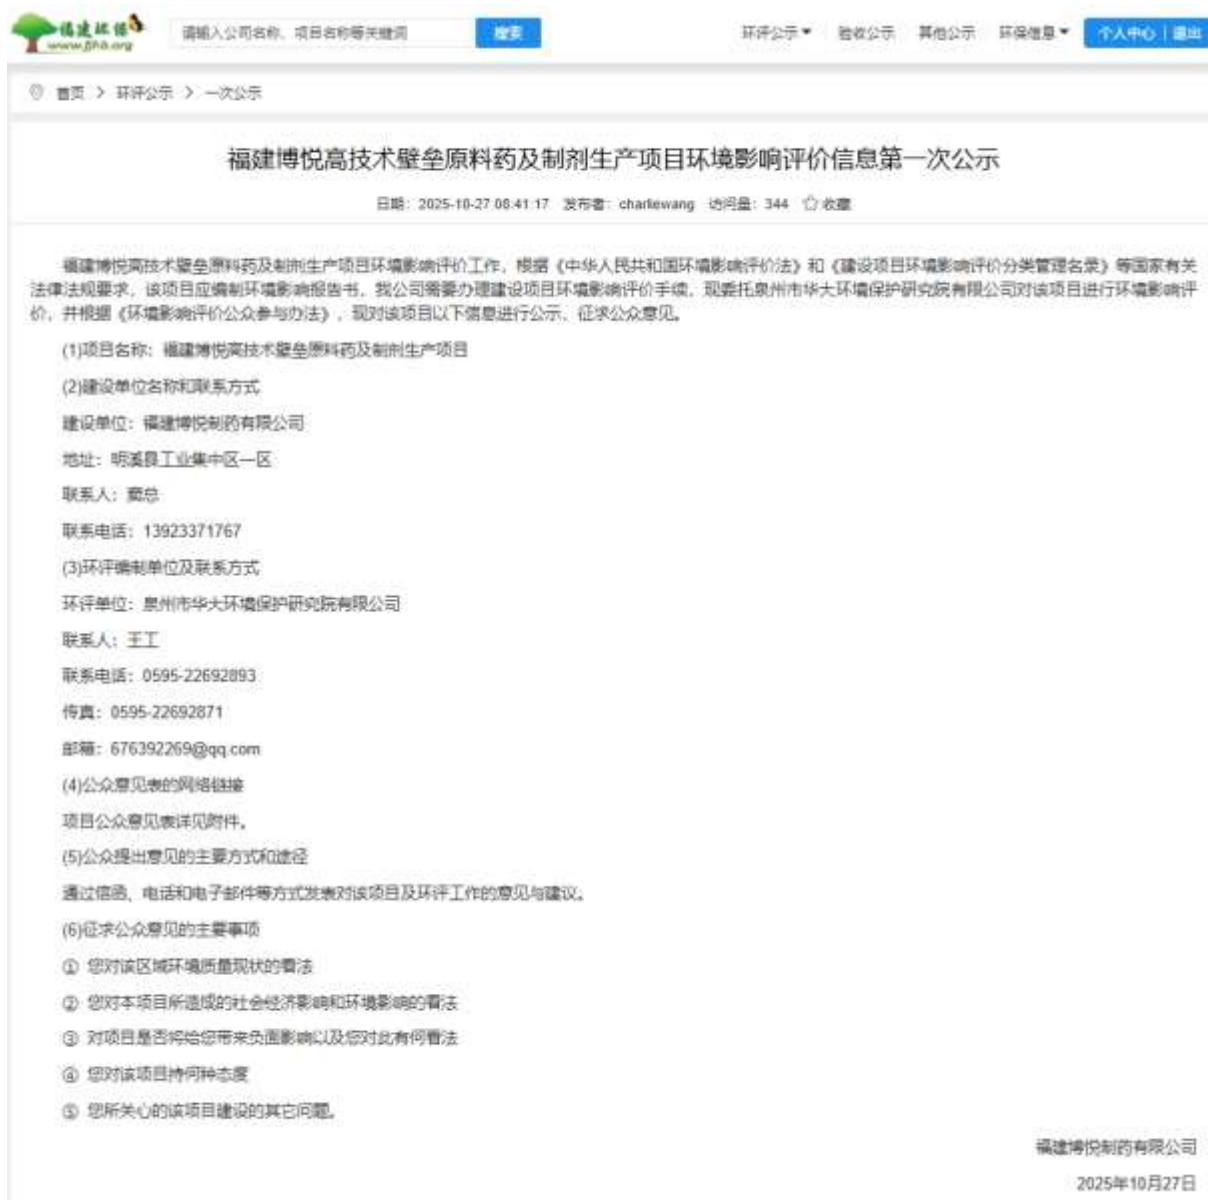 福建环保
www.fjhb.org
请输入公司名称、项目名称等关键词
搜索
环评公示
验收公示
其他公示
环保信息
个人中心 | 退出
首页 > 环评公示 > 一次公示
福建博悦高技术壁垒原料药及制剂生产项目环境影响评价信息第一次公示
日期：2025-10-27 08:41:17 发布者：charliewang 访问量：344 收藏
福建博悦高技术壁垒原料药及制剂生产项目环境影响评价工作，根据《中华人民共和国环境影响评价法》和《建设项目环境影响评价分类管理名录》等国家有关
法律法规要求，该项目应编制环境影响报告书，我公司需要办理建设项目环境影响评价手续，现委托泉州市华大环境保护研究院有限公司对该项目进行环境影响评
价，并根据《环境影响评价公众参与办法》，现对该项目以下信息进行公示、征求公众意见。
(1)项目名称：福建博悦高技术壁垒原料药及制剂生产项目
(2)建设单位名称和联系方式
建设单位：福建博悦制药有限公司
地址：明溪县工业集中区一区
联系人：总
联系电话：13923371767
(3)环评编制单位及联系方式
环评单位：泉州市华大环境保护研究院有限公司
联系人：王工
联系电话：0595-22692893
传真：0595-22692871
邮箱：676392269@qq.com
(4)公众意见表的网络链接
项目公众意见表详见附件。
(5)公众提出意见的主要方式和途径
通过信函、电话和电子邮件等方式发表对该项目及环评工作的意见与建议。
(6)征求公众意见的主要事项
① 您对该区域环境质量现状的看法
② 您对本项目所造成的社会经济影响和环境影响的看法
③ 对项目是否将给您带来负面影响以及您对此有何看法
④ 您对该项目持何种态度
⑤ 您所关心的该项目建设的其它问题。
福建博悦制药有限公司
2025年10月27日